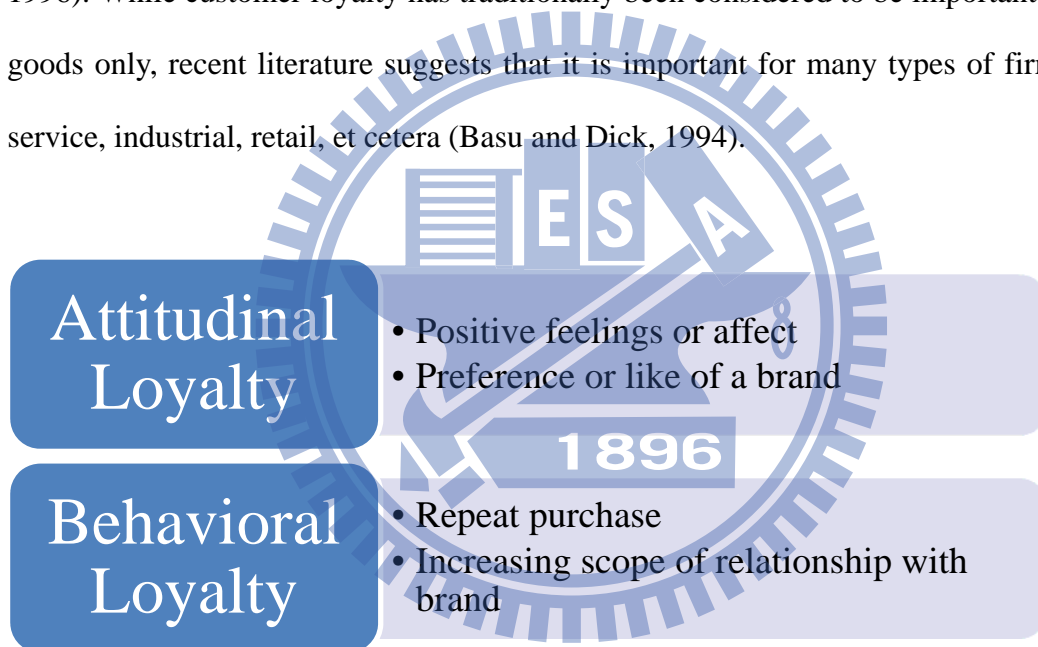 goods only, recent literature suggests that it is important for many types of
service, industrial, retail, et cetera (Basu and Dick, 1994).
E S A
8
Attitudinal
Loyalty
• Positive feelings or affect
• Preference or like of a brand
1896
Behavioral
Loyalty
• Repeat purchase
• Increasing scope of relationship with
brand